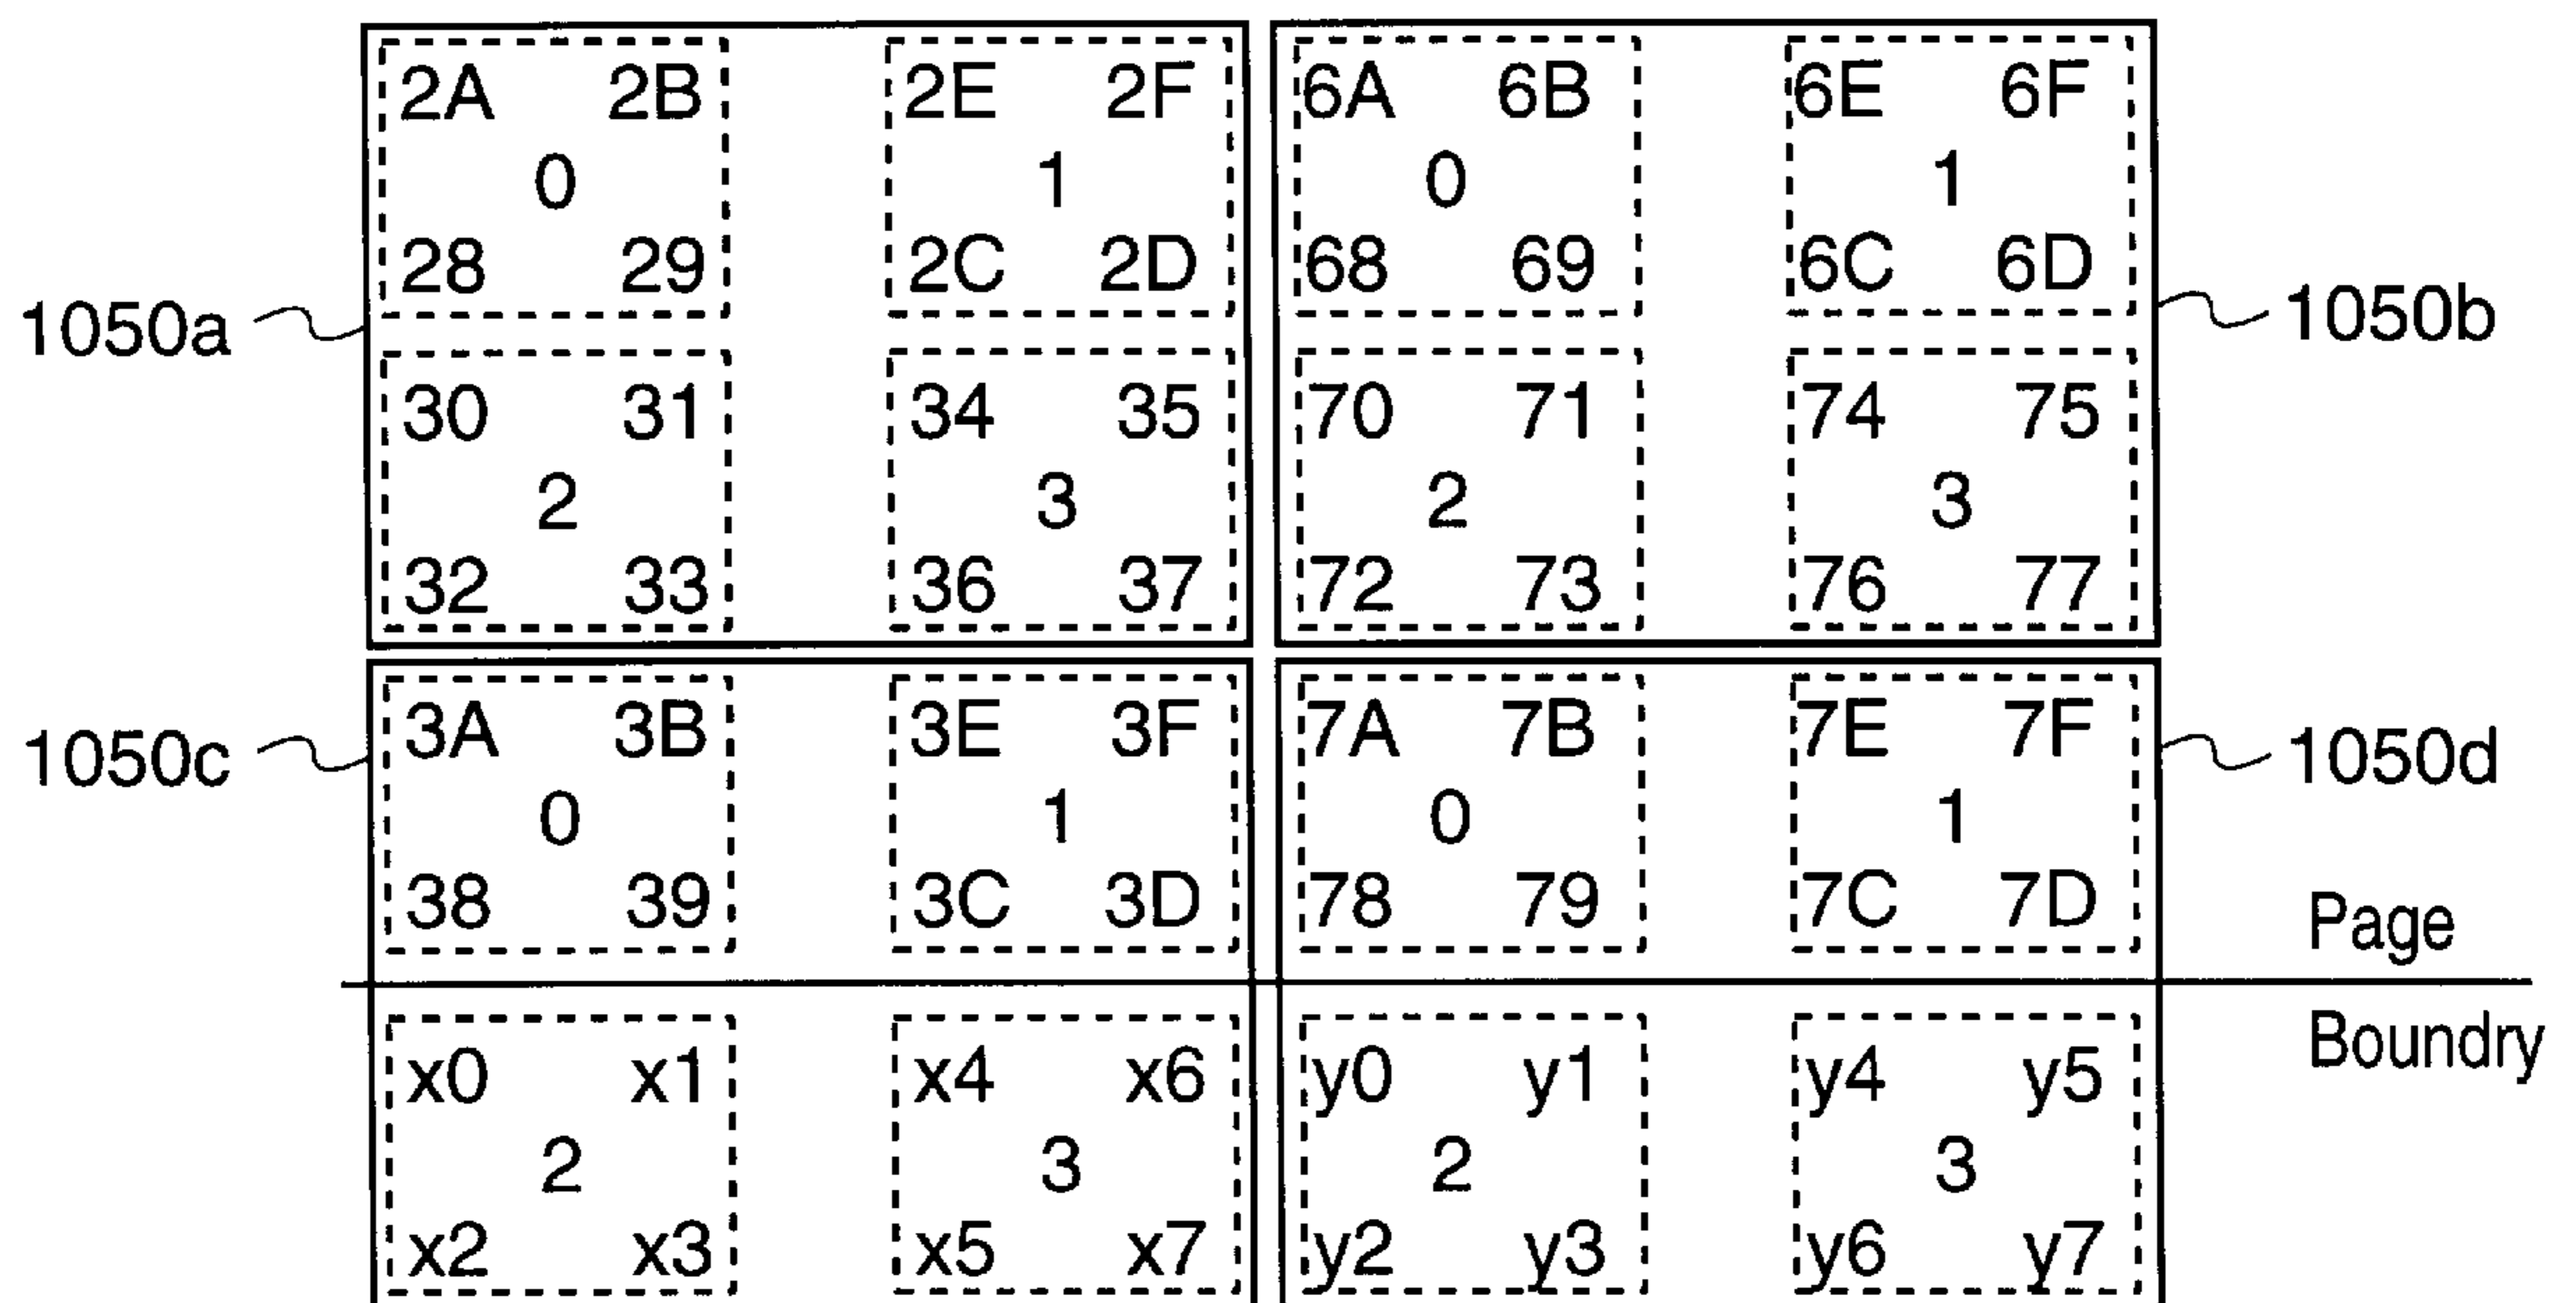 2A 2B 2E 2F 6A 6B 6E 6F
0 1 0 1
28 29 2C 2D 68 69 6C 6D
1050a 1050b
30 31 34 35 70 71 74 75
2 3 2 3
32 33 36 37 72 73 76 77
3A 3B 3E 3F 7A 7B 7E 7F
1050c 1050d
0 1 0 1
38 39 3C 3D 78 79 7C 7D
Page
Boundry
x0 x1 x4 x6 y0 y1 y4 y5
2 3 2 3
x2 x3 x5 x7 y2 y3 y6 y7